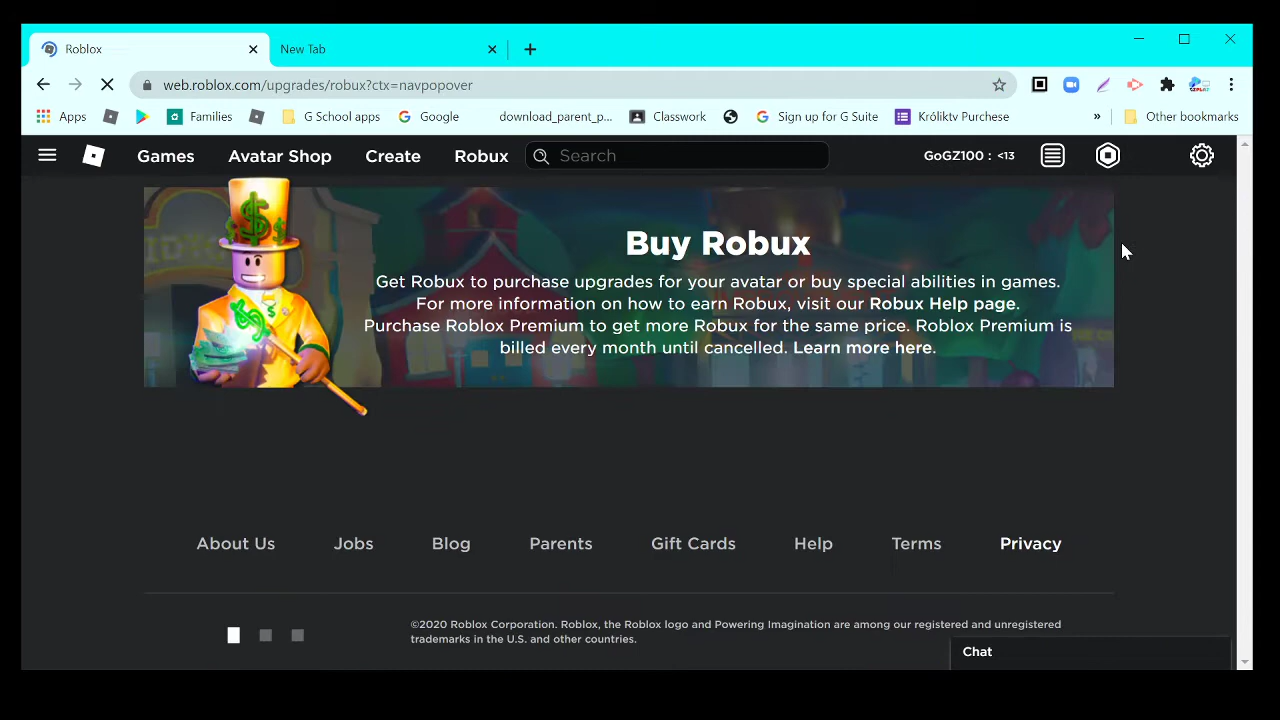 Roblox
New Tab
web.roblox.com/upgrades/robux?ctx=navpopover
Apps
Families
G School apps
Google
download_parent_p...
Classwork
Sign up for G Suite
Króliktv Purchese
»
Other bookmarks
Games
Avatar Shop
Create
Robux
Search
GoGZ100 : <13
Buy Robux
Get Robux to purchase upgrades for your avatar or buy special abilities in games.
For more information on how to earn Robux, visit our Robux Help page.
Purchase Roblox Premium to get more Robux for the same price. Roblox Premium is
billed every month until cancelled. Learn more here.
About Us
Jobs
Blog
Parents
Gift Cards
Help
Terms
Privacy
©2020 Roblox Corporation. Roblox, the Roblox logo and Powering Imagination are among our registered and unregistered
trademarks in the U.S. and other countries.
Chat